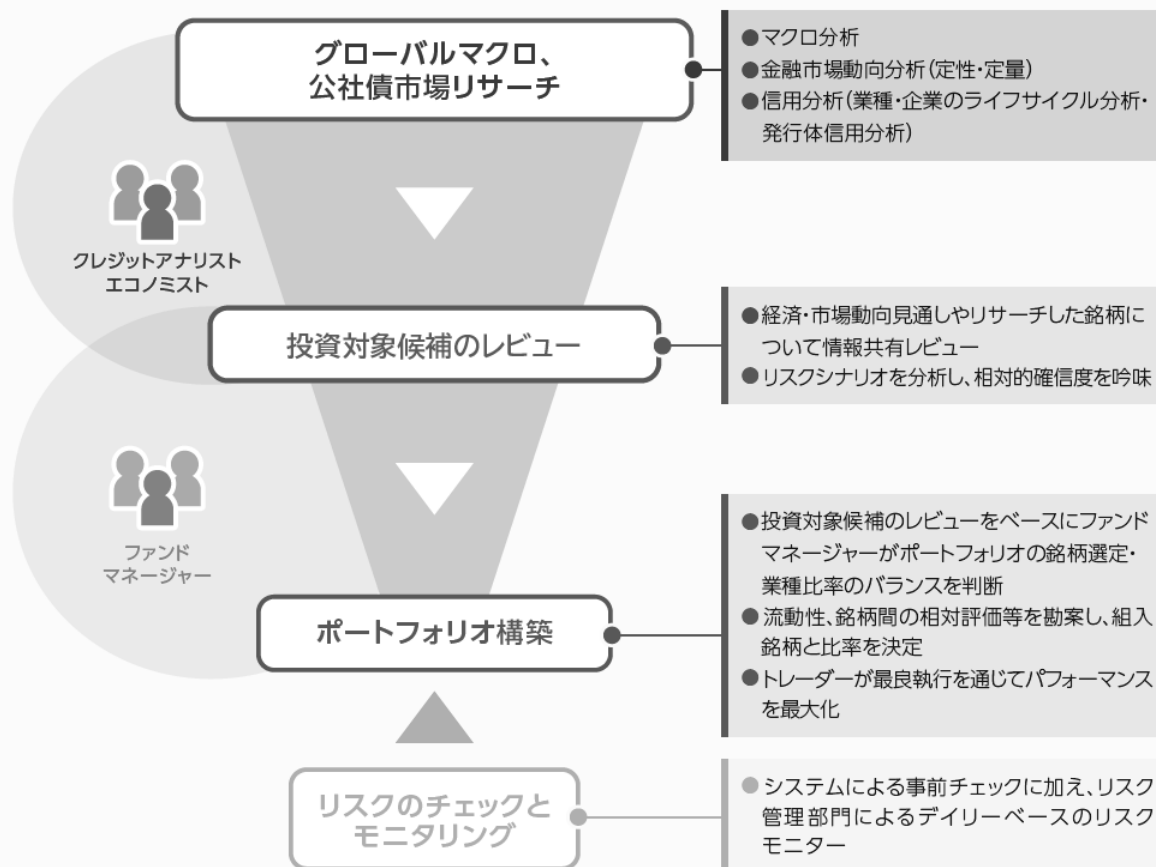 グローバルマクロ、
公社債市場リサーチ
●マクロ分析
●金融市場動向分析（定性・定量）
●信用分析（業種・企業のライフサイクル分析・
発行体信用分析）
クレジットアナリスト
エコノミスト
投資対象候補のレビュー
●経済・市場動向見通しやリサーチした銘柄に
ついて情報共有レビュー
●リスクシナリオを分析し、相対的確信度を吟味
ファンド
マネージャー
ポートフォリオ構築
●投資対象候補のレビューをベースにファンド
マネージャーがポートフォリオの銘柄選定・
業種比率のバランスを判断
●流動性、銘柄間の相対評価等を勘案し、組入
銘柄と比率を決定
●トレーダーが最良執行を通じてパフォーマンス
を最大化
リスクのチェックと
モニタリング
●システムによる事前チェックに加え、リスク
管理部門によるデイリーベースのリスク
モニター